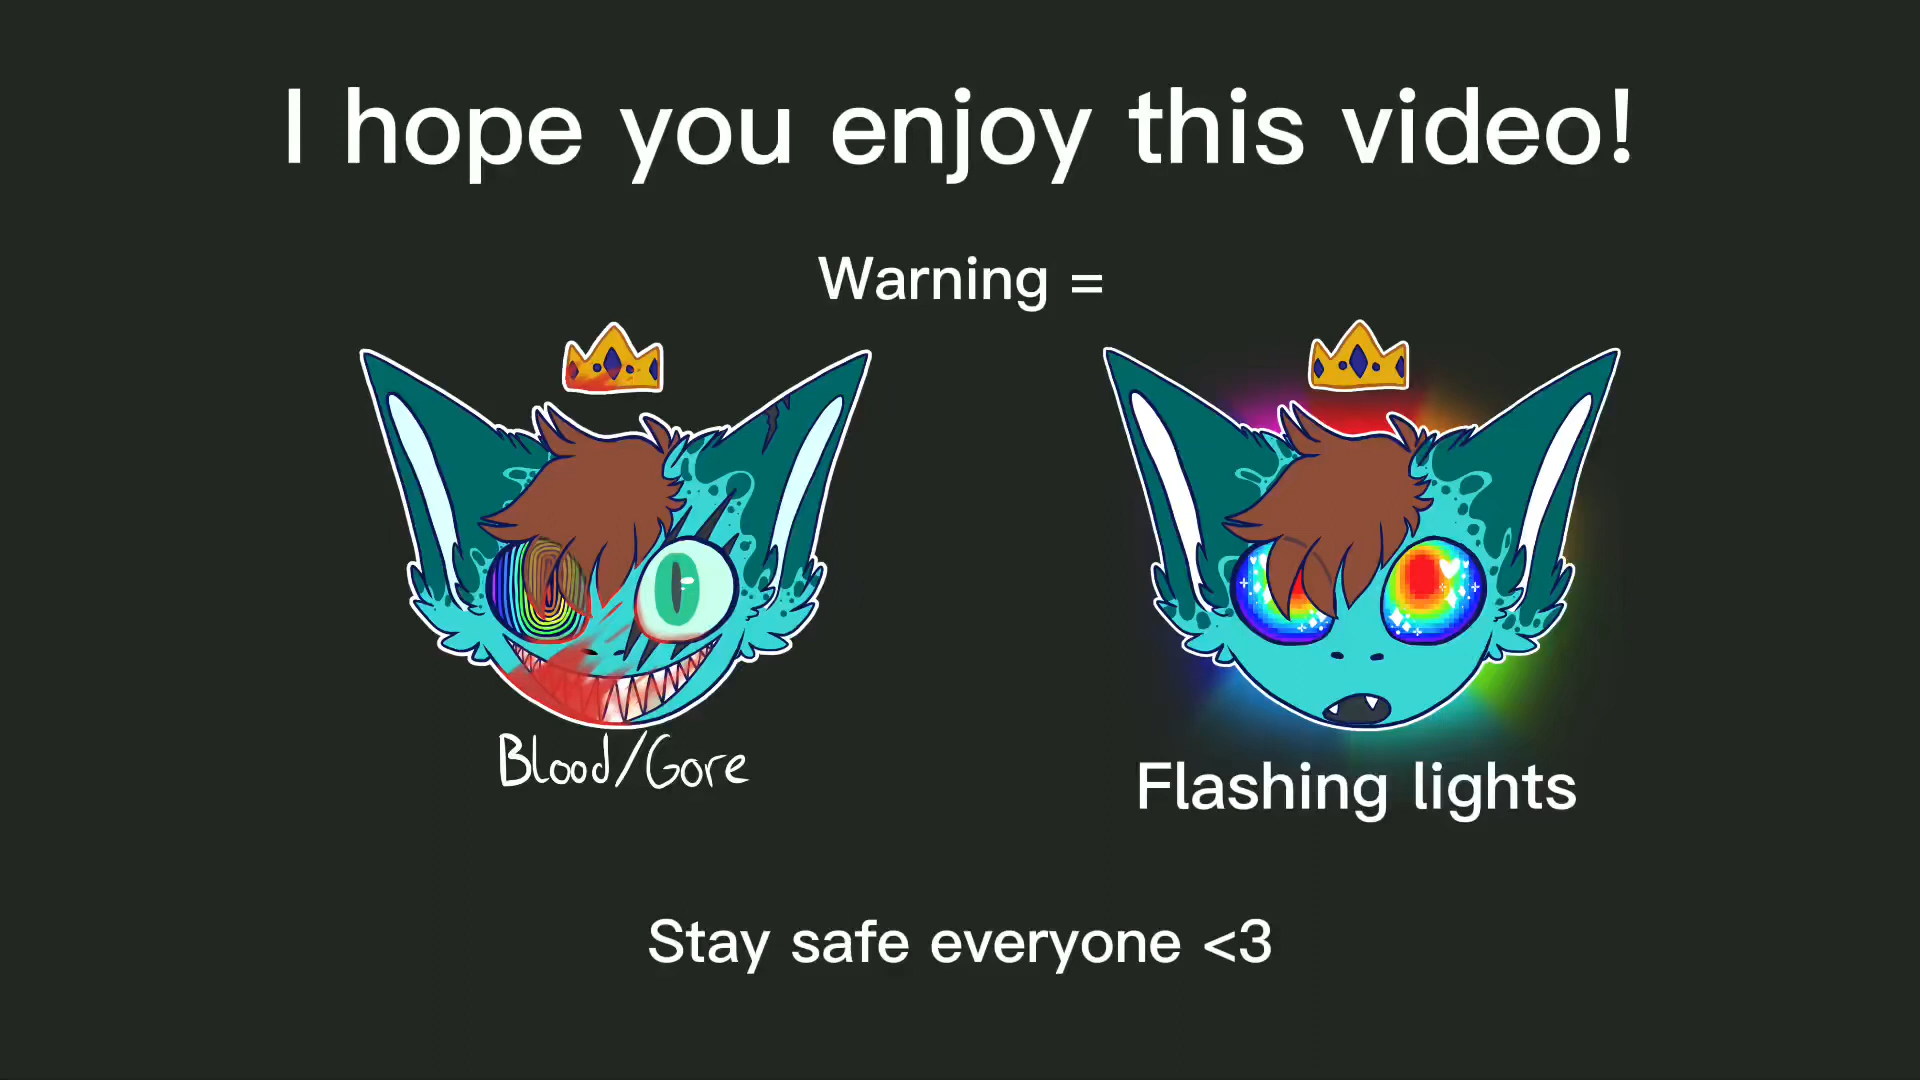 I hope you enjoy this video!
Warning =
Blood/Gore
Flashing lights
Stay safe everyone <3